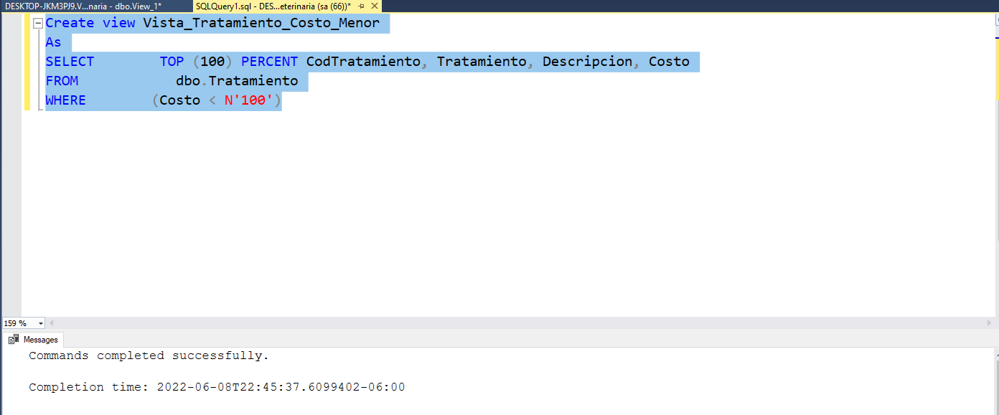 DESKTOP-JKM3PJ9.V...naria - dbo.View_1*
SQLQuery1.sql - DES...eterinaria (sa (66))*
Create view Vista_Tratamiento_Costo_Menor
As
SELECT TOP (100) PERCENT CodTratamiento, Tratamiento, Descripcion, Costo
FROM dbo.Tratamiento
WHERE (Costo < N'100')
159 %
Messages
Commands completed successfully.
Completion time: 2022-06-08T22:45:37.6099402-06:00